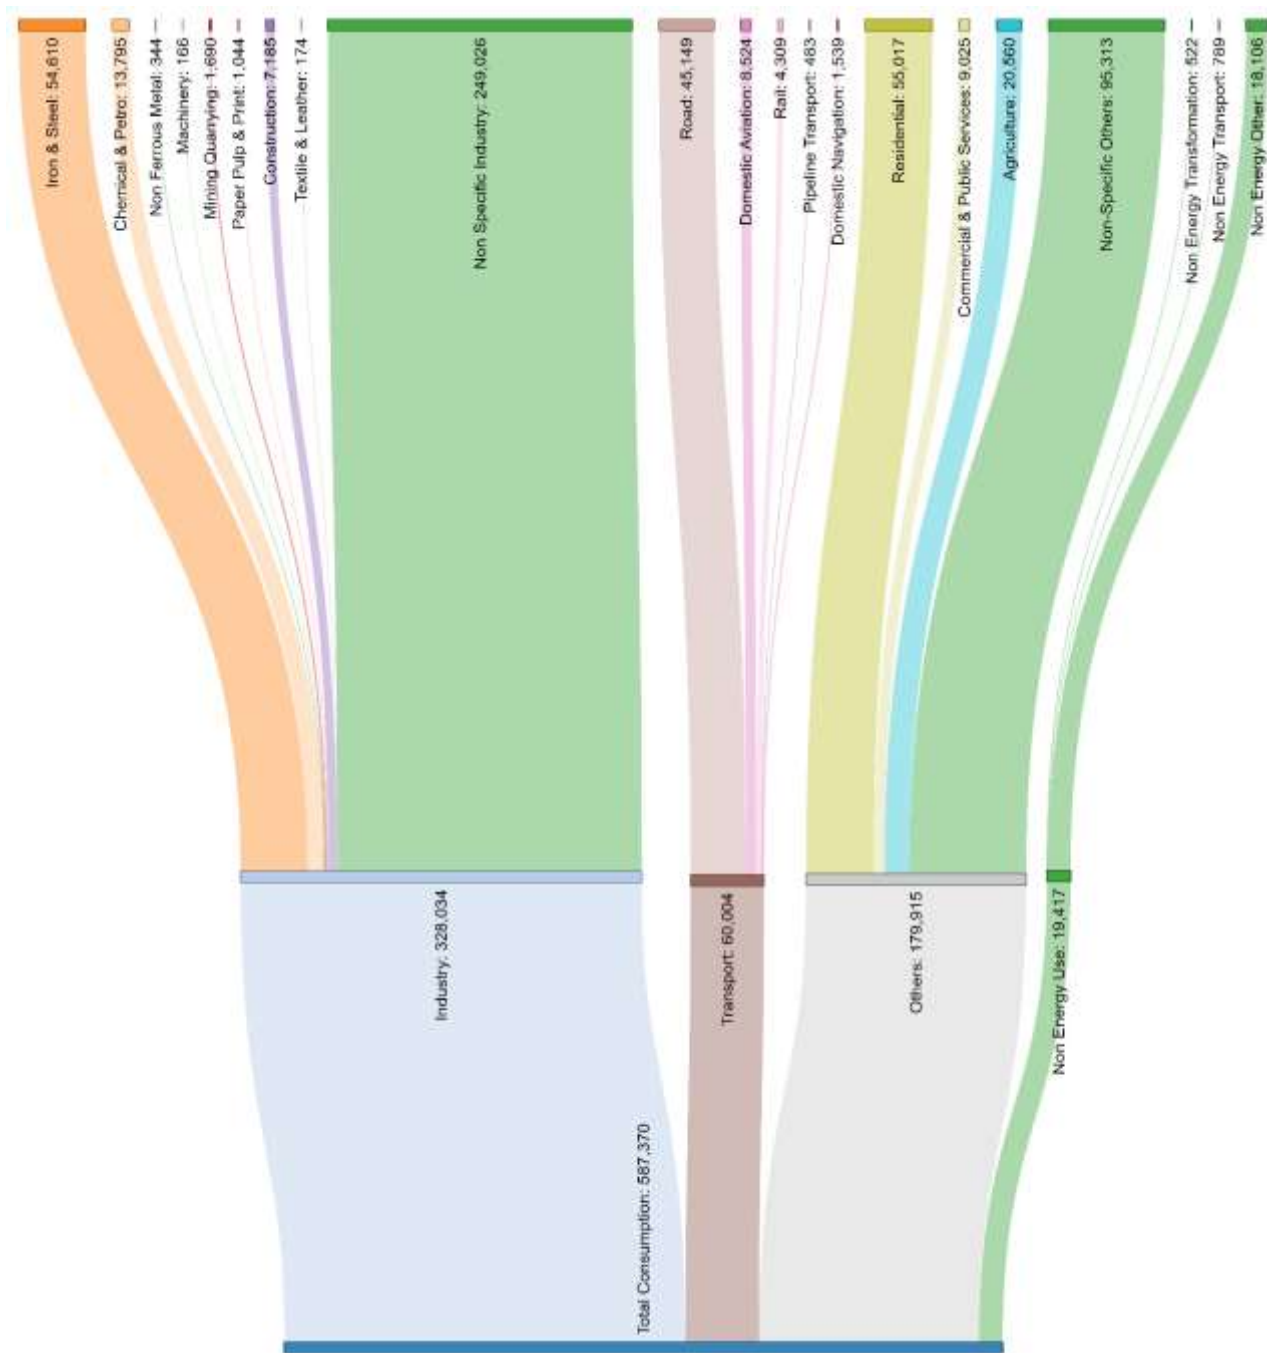 Iron & Steel: 54,610
Chemical & Petro: 13,795
Non Ferrous Metal: 344
Machinery: 166
Mining Quarrying: 1,690
Paper Pulp & Print: 1,044
Construction: 7,185
Textile & Leather: 174
Non Specific Industry: 249,026
Road: 45,149
Domestic Aviation: 8,524
Rail: 4,309
Pipeline Transport: 483
Domestic Navigation: 1,539
Residential: 55,017
Commercial & Public Services: 9,025
Agriculture: 20,560
Non-Specific Others: 95,313
Non Energy Transformation: 522
Non Energy Transport: 789
Non Energy Other: 18,106
Industry: 328,034
Transport: 60,004
Others: 179,915
Non Energy Use: 19,417
Total Consumption: 587,370